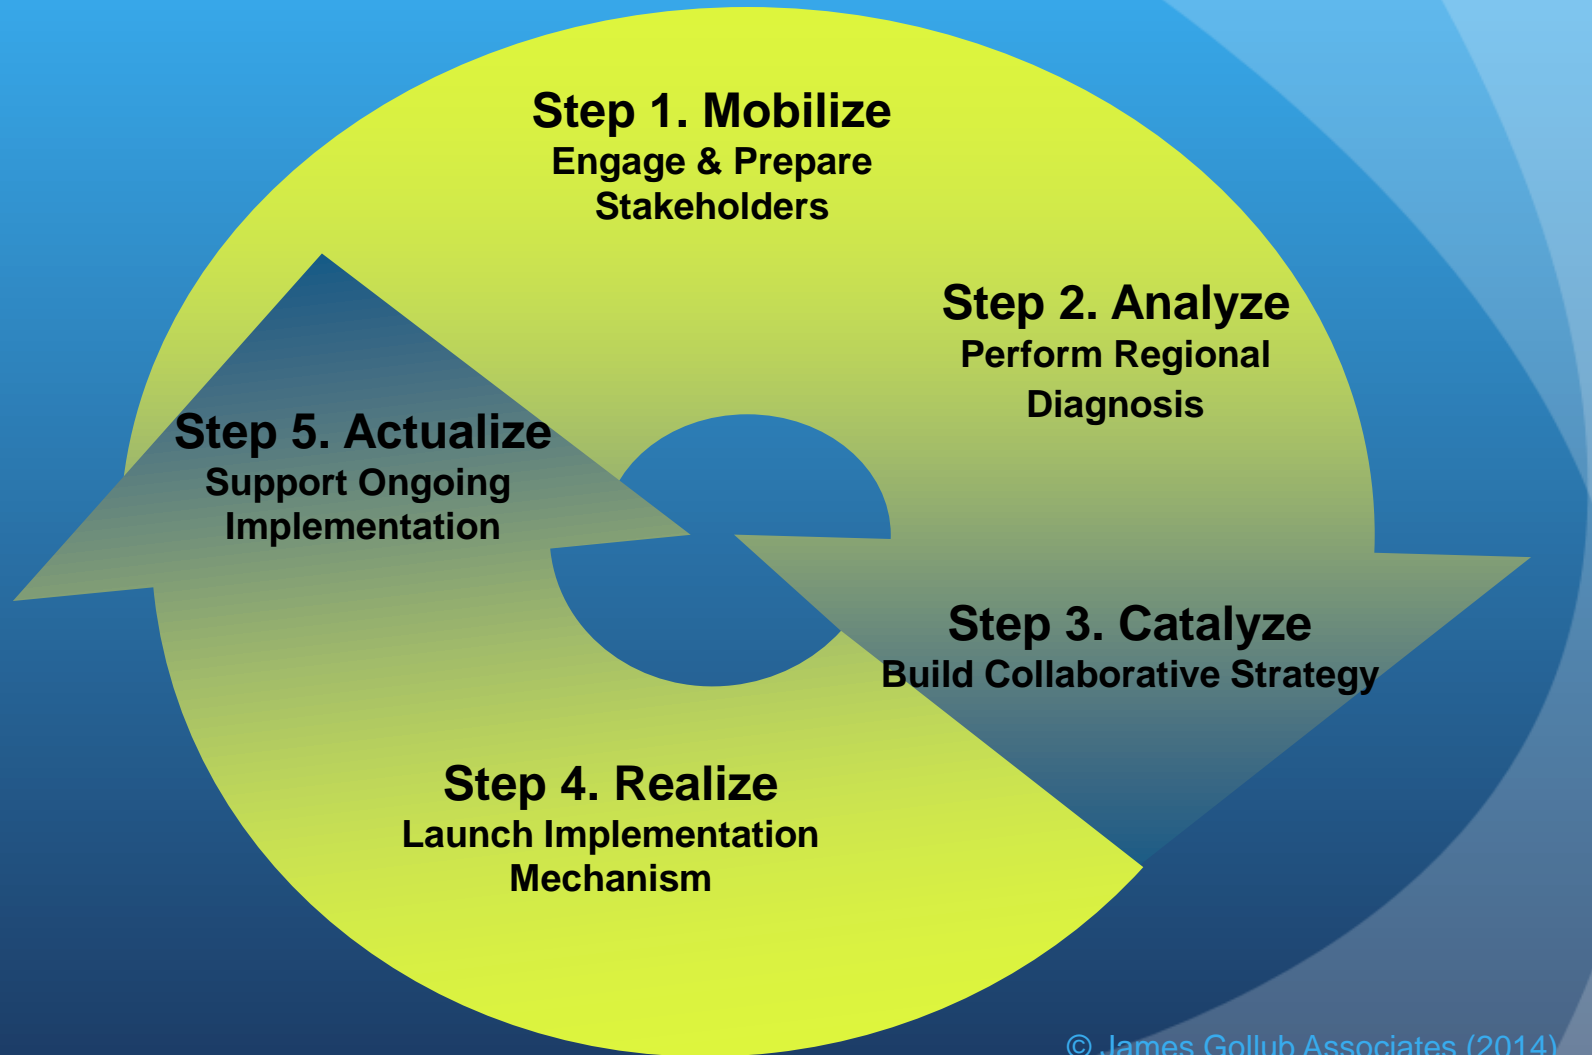 Step 1. Mobilize
Engage & Prepare
Stakeholders
Step 2. Analyze
Perform Regional
Diagnosis
Step 3. Catalyze
Build Collaborative Strategy
Step 4. Realize
Launch Implementation
Mechanism
Step 5. Actualize
Support Ongoing
Implementation
© James Gollub Associates (2014)